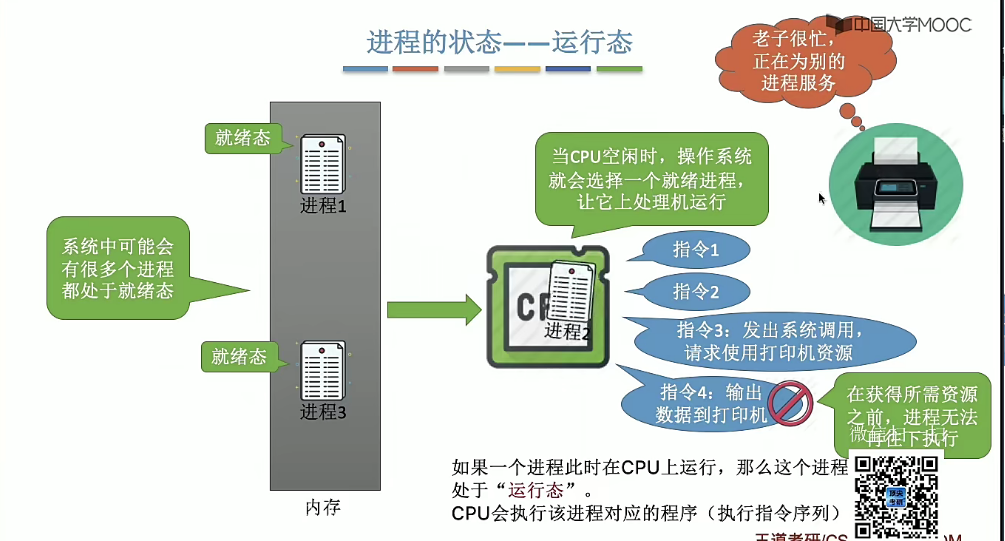 中国大学MOOC
进程的状态——运行态
老子很忙，
正在为别的
进程服务
就绪态
进程1
当CPU空闲时，操作系统
就会选择一个就绪进程，
让它上处理机运行
系统中可能会
有很多个进程
都处于就绪态
指令1
指令2
进程2
指令3：发出系统调用，
请求使用打印机资源
就绪态
进程3
指令4：输出
数据到打印机
在获得所需资源
之前，进程无法
再往下执行
如果一个进程此时在CPU上运行，那么这个进程
处于“运行态”。
CPU会执行该进程对应的程序（执行指令序列）
内存
王道考研/CS